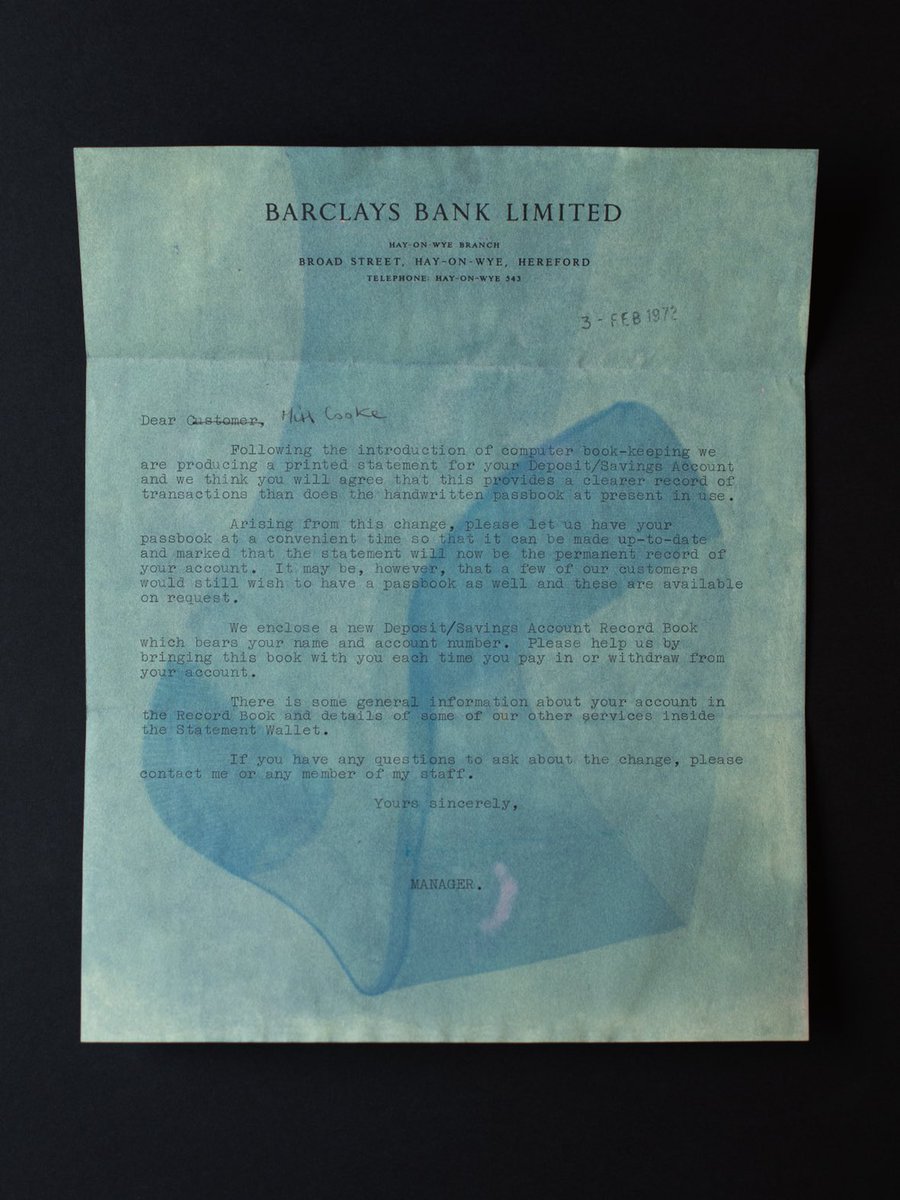 BARCLAYS BANK LIMITED
HAY-ON-WYE BRANCH
BROAD STREET, HAY-ON-WYE, HEREFORD
TELEPHONE: HAY-ON-WYE 543
3 - FEB 1972
Dear Customer, Miss Cooke
Following the introduction of computer book-keeping we
are producing a printed statement for your Deposit/Savings Account
and we think you will agree that this provides a clearer record of
transactions than does the handwritten passbook at present in use.
Arising from this change, please let us have your
passbook at a convenient time so that it can be made up-to-date
and marked that the statement will now be the permanent record of
your account. It may be, however, that a few of our customers
would still wish to have a passbook as well and these are available
on request.
We enclose a new Deposit/Savings Account Record Book
which bears your name and account number. Please help us by
bringing this book with you each time you pay in or withdraw from
your account.
There is some general information about your account in
the Record Book and details of some of our other services inside
the Statement Wallet.
If you have any questions to ask about the change, please
contact me or any member of my staff.
Yours sincerely,
MANAGER.